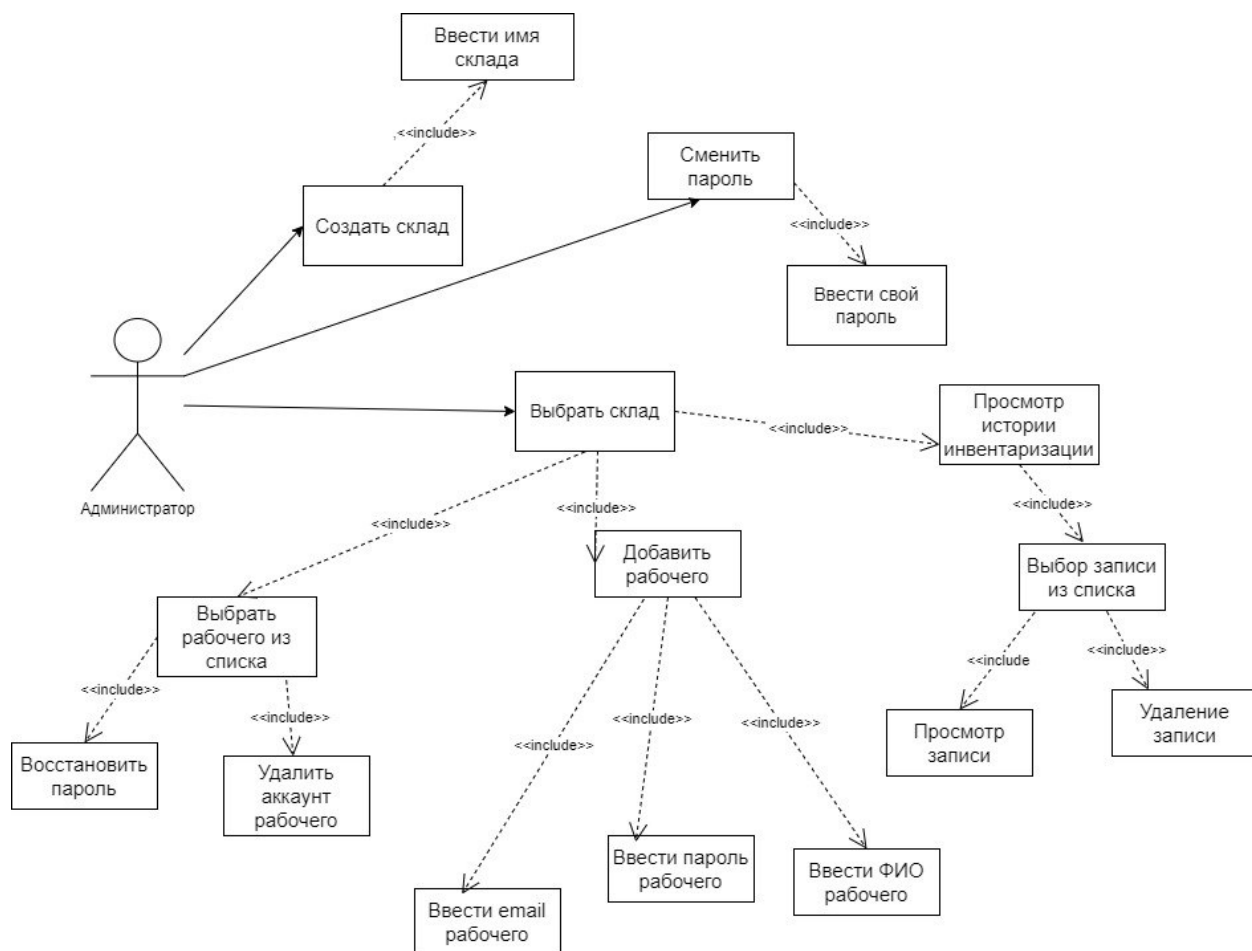 Ввести имя
склада
,<<include>>
Сменить
пароль
Создать склад
<<include>>
Ввести свой
пароль
Выбрать склад
Просмотр
истории
инвентаризации
<<include>>
Администратор
<<include>>
<<include>>
<<include>>
Добавить
рабочего
Выбор записи
из списка
Выбрать
рабочего из
списка
<<include
<<include>>
<<include>>
<<include>>
<<include>>
<<include>>
<<include>>
Просмотр
записи
Удаление
записи
Восстановить
пароль
Удалить
аккаунт
рабочего
Ввести пароль
рабочего
Ввести ФИО
рабочего
Ввести email
рабочего